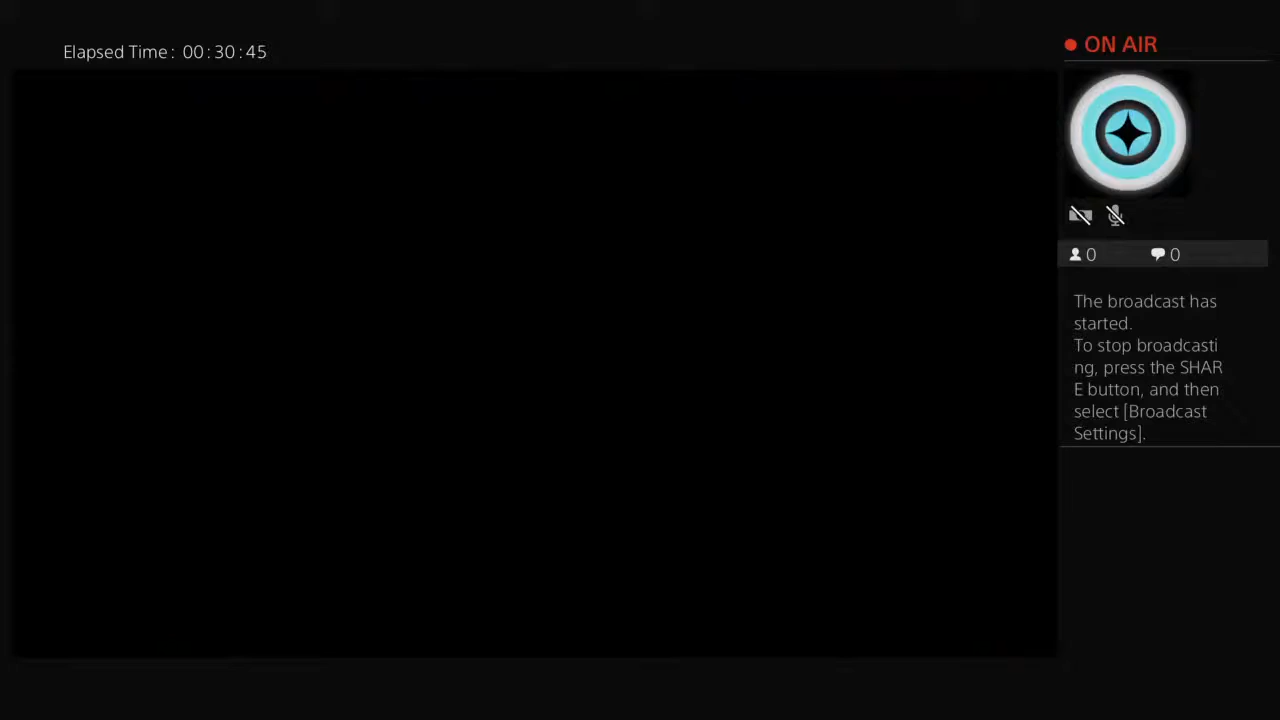 Elapsed Time: 00:30:45
ON AIR
0 0
The broadcast has
started.
To stop broadcasti
ng, press the SHAR
E button, and then
select [Broadcast
Settings].